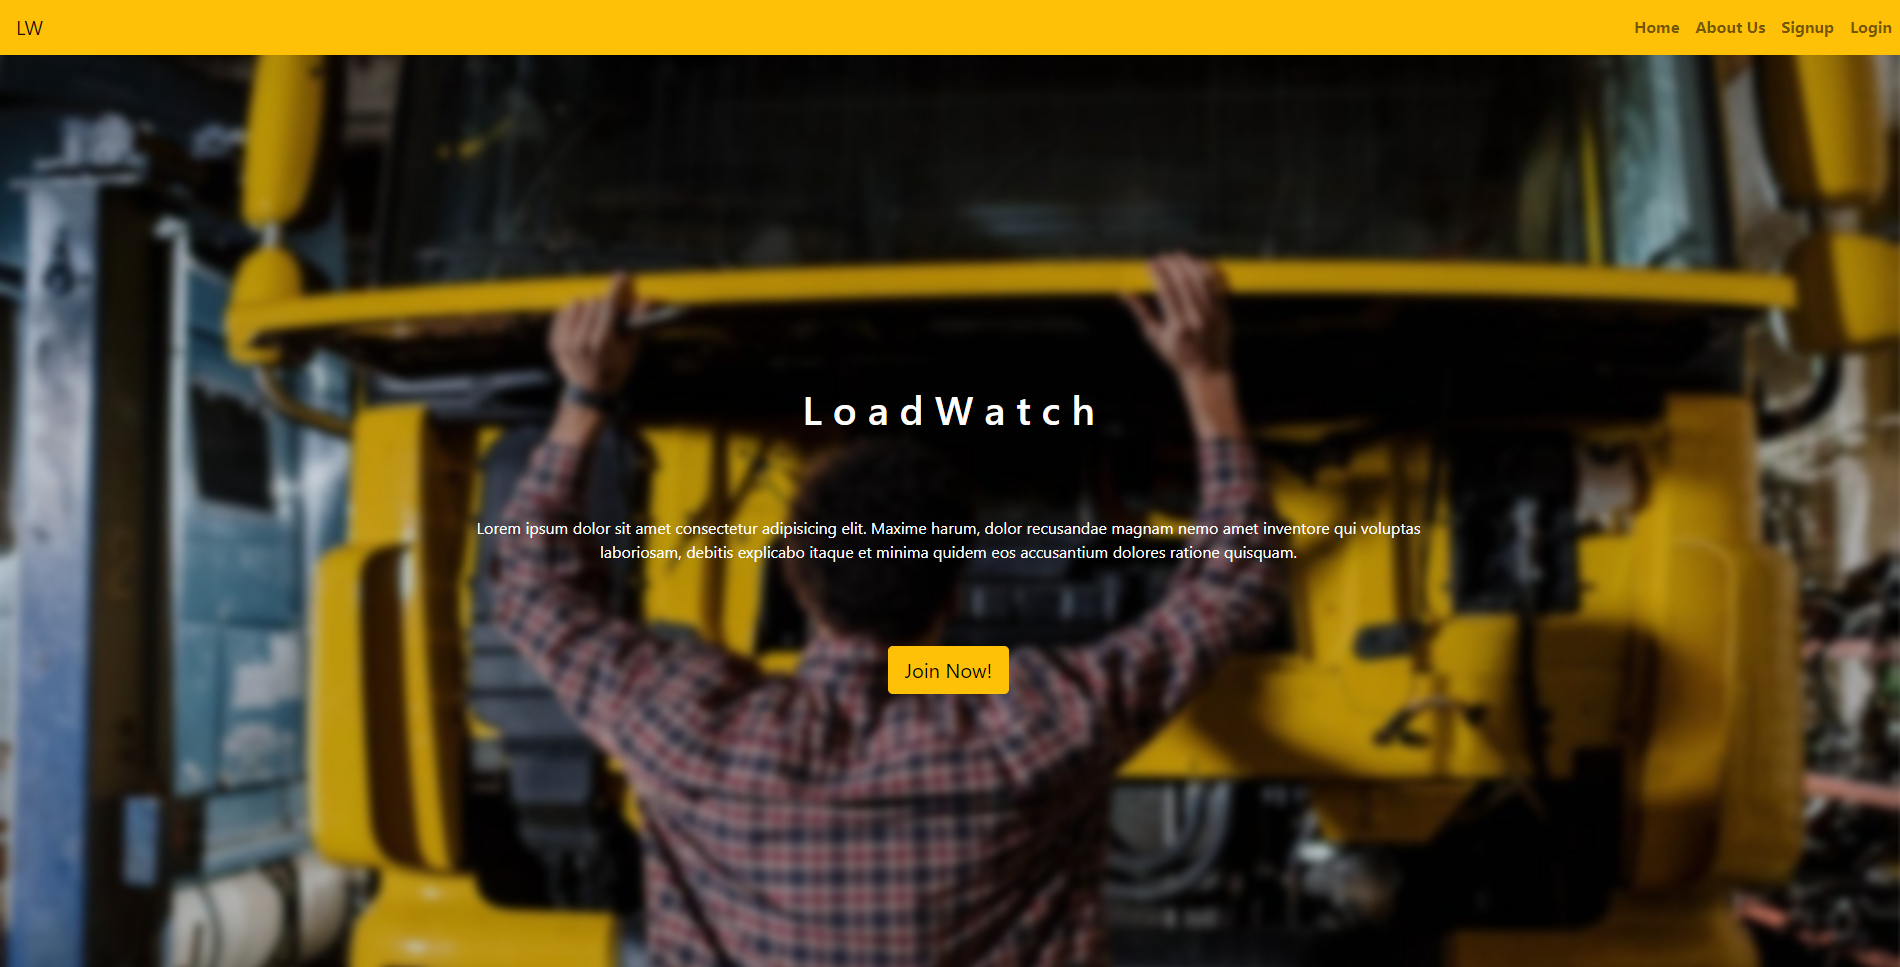 LW
Home About Us Signup Login
LoadWatch
Lorem ipsum dolor sit amet consectetur adipisicing elit. Maxime harum, dolor recusandae magnam nemo amet inventore qui voluptas
laboriosam, debitis explicabo itaque et minima quidem eos accusantium dolores ratione quisquam.
Join Now!